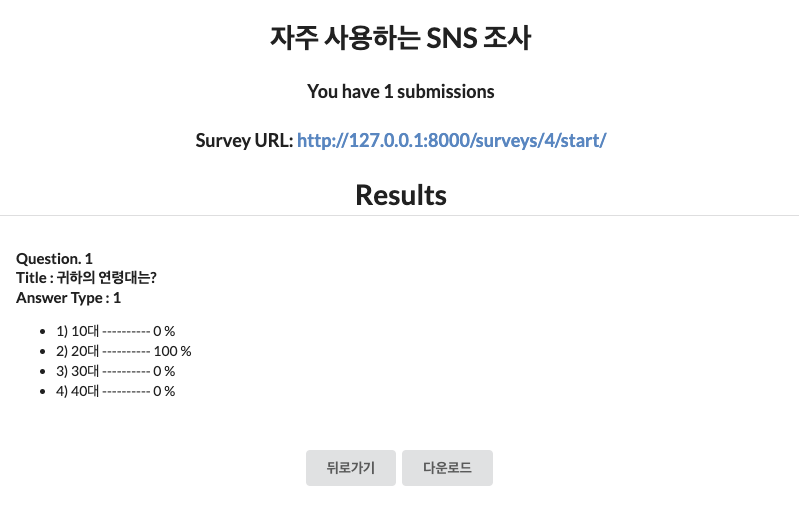 자주 사용하는 SNS 조사
You have 1 submissions
Survey URL: http://127.0.0.1:8000/surveys/4/start/
Results
Question. 1
Title : 귀하의 연령대는?
Answer Type : 1
• 1) 10대 ---------- 0 %
• 2) 20대 ---------- 100 %
• 3) 30대 ---------- 0 %
• 4) 40대 ---------- 0 %
뒤로가기 다운로드